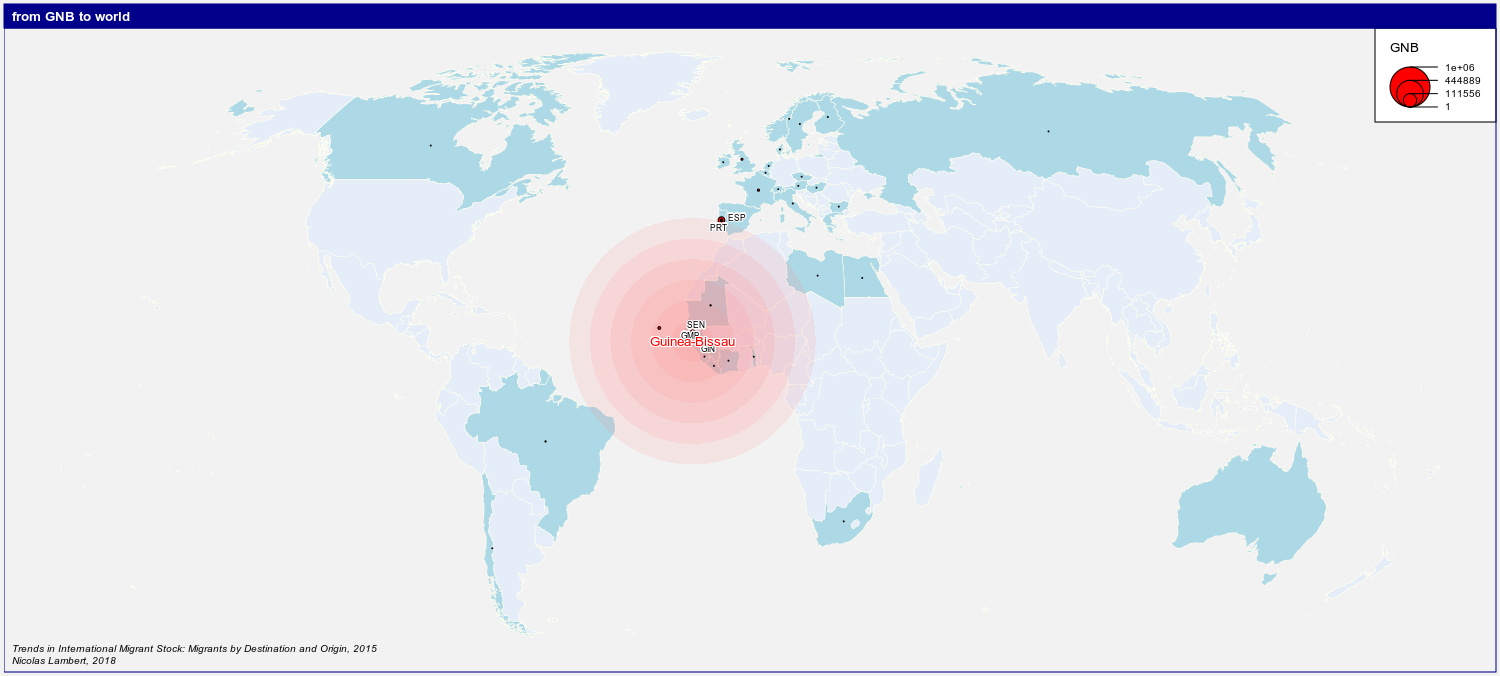 from GNB to world
GNB
1e+06
444889
111556
1
ESP
PRT
SEN
GMB
Guinea-Bissau
GIN
Trends in International Migrant Stock: Migrants by Destination and Origin, 2015
Nicolas Lambert, 2018